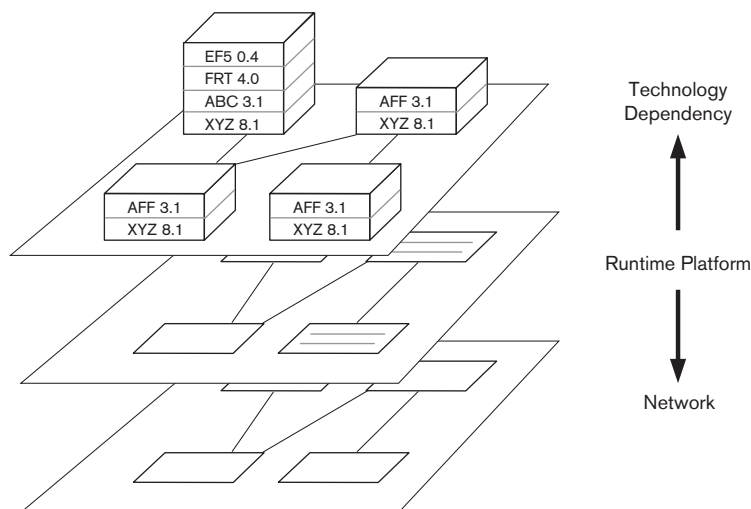 EF5 0.4
FRT 4.0
ABC 3.1
XYZ 8.1
AFF 3.1
XYZ 8.1
AFF 3.1
XYZ 8.1
AFF 3.1
XYZ 8.1
Technology
Dependency
Runtime Platform
Network